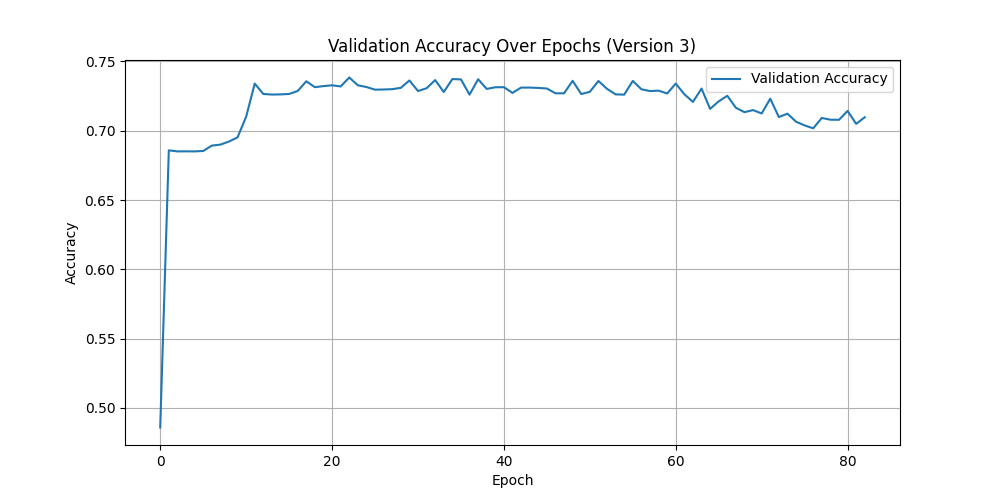 Validation Accuracy Over Epochs (Version 3)
Validation Accuracy
0.75
0.70
0.65
0.60
0.55
0.50
Accuracy
0 20 40 60 80
Epoch